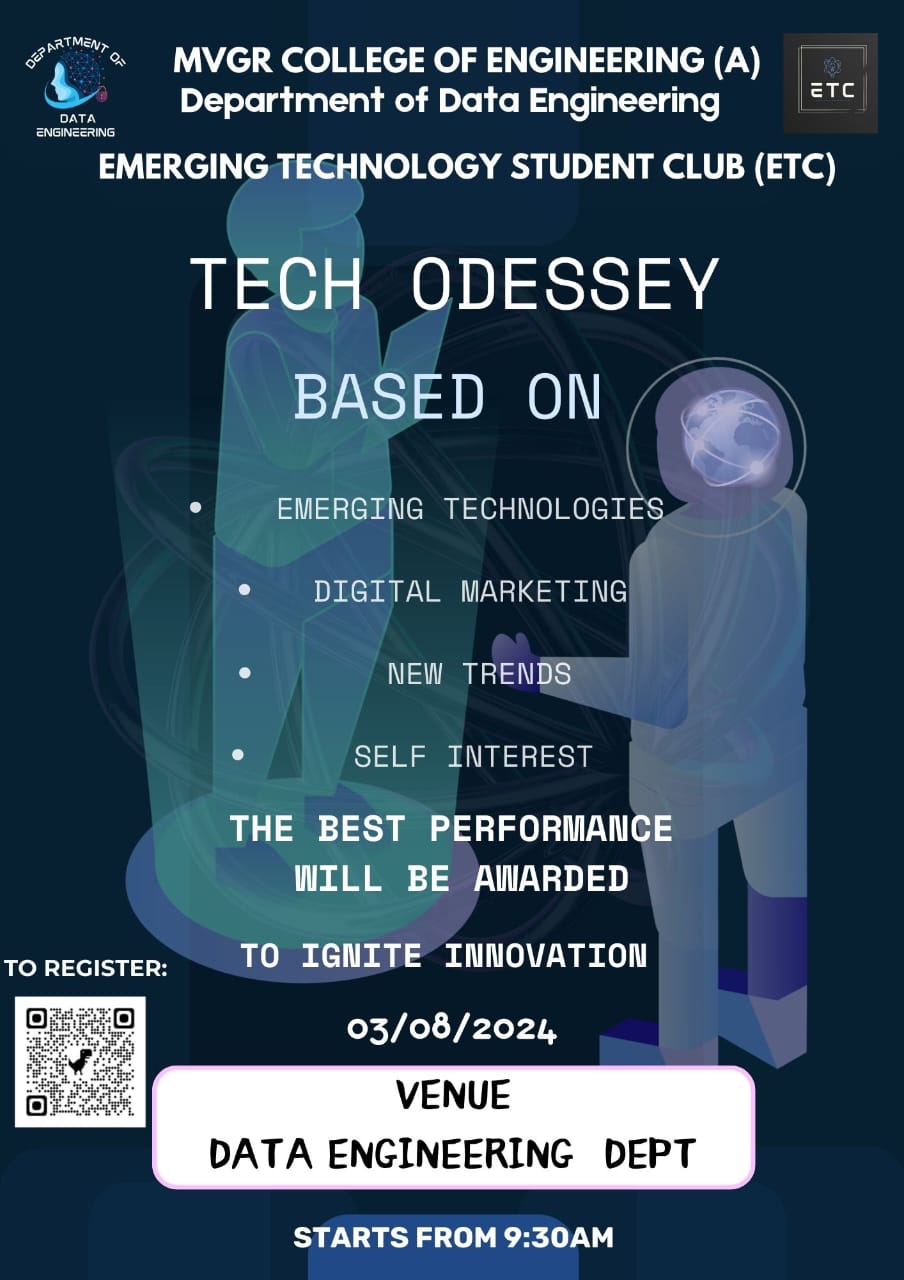 DEPARTMENT OF
DATA
ENGINEERING
MVGR COLLEGE OF ENGINEERING (A)
Department of Data Engineering
ETC
EMERGING TECHNOLOGY STUDENT CLUB (ETC)
TECH ODESSEY
BASED ON
• EMERGING TECHNOLOGIES
• DIGITAL MARKETING
• NEW TRENDS
• SELF INTEREST
THE BEST PERFORMANCE
WILL BE AWARDED
TO IGNITE INNOVATION
TO REGISTER:
03/08/2024
VENUE
DATA ENGINEERING DEPT
STARTS FROM 9:30AM